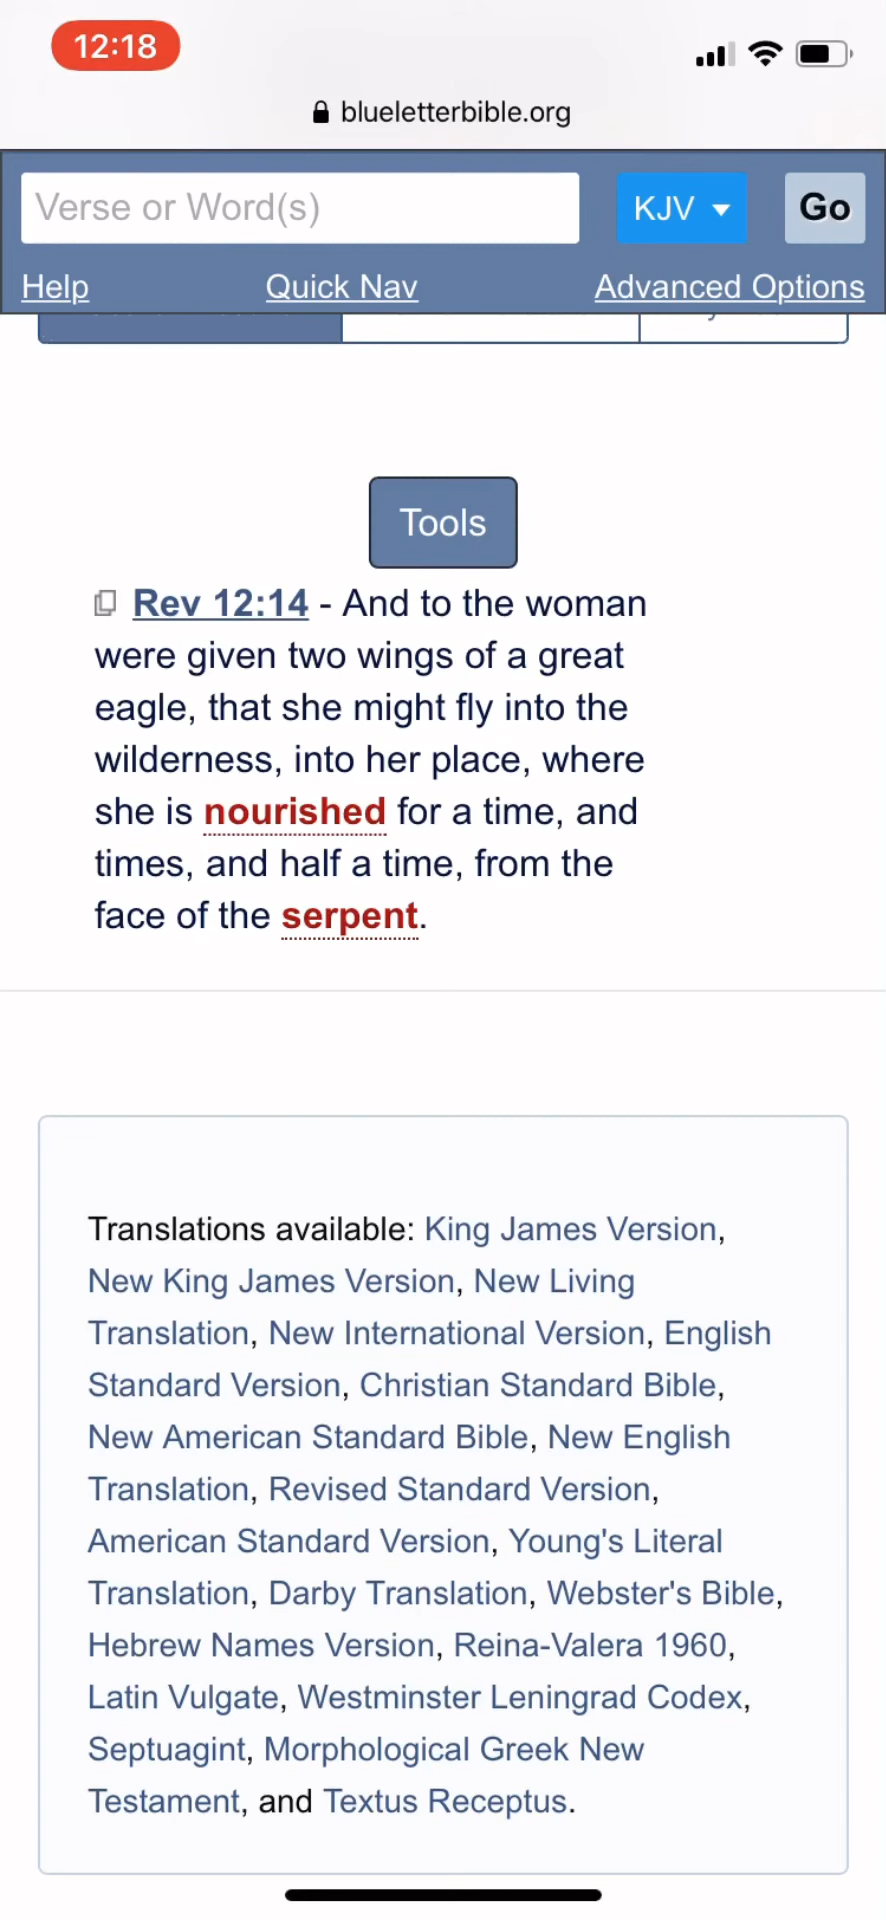 12:18
blueletterbible.org
Verse or Word(s)
KJV
Go
Help
Quick Nav
Advanced Options
Tools
Rev 12:14 - And to the woman
were given two wings of a great
eagle, that she might fly into the
wilderness, into her place, where
she is nourished for a time, and
times, and half a time, from the
face of the serpent.
Translations available: King James Version,
New King James Version, New Living
Translation, New International Version, English
Standard Version, Christian Standard Bible,
New American Standard Bible, New English
Translation, Revised Standard Version,
American Standard Version, Young's Literal
Translation, Darby Translation, Webster's Bible,
Hebrew Names Version, Reina-Valera 1960,
Latin Vulgate, Westminster Leningrad Codex,
Septuagint, Morphological Greek New
Testament, and Textus Receptus.